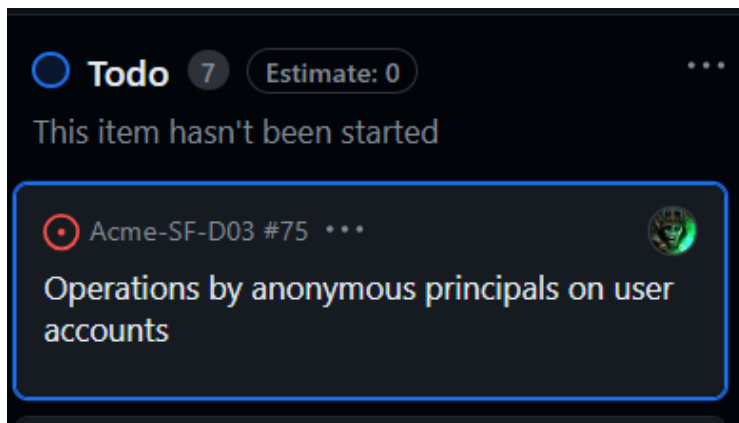 Todo 7 Estimate: 0
This item hasn't been started
Acme-SF-D03 #75
Operations by anonymous principals on user
accounts